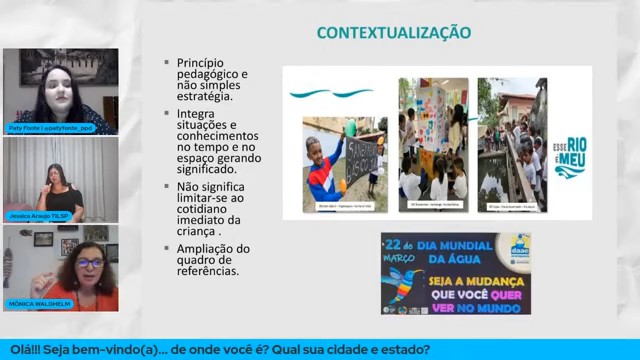 CONTEXTUALIZAÇÃO
Princípio
pedagógico e
não simples
estratégia.
Integra
situações e
conhecimentos
no tempo e no
espaço gerando
significado.
Não significa
limitar-se ao
cotidiano
imediato da
criança .
Ampliação do
quadro de
referências.
ESSE
RIO
É
MEU
22 de
MARÇO
DIA MUNDIAL
DA ÁGUA
daae
SEJA A MUDANÇA
QUE VOCÊ QUER
VER NO MUNDO
Paty Fonte | @patyfonte_ppd
Jessica Araujo TILSP
MÔNICA WALDHELM
Olá!!! Seja bem-vindo(a)... de onde você é? Qual sua cidade e estado?